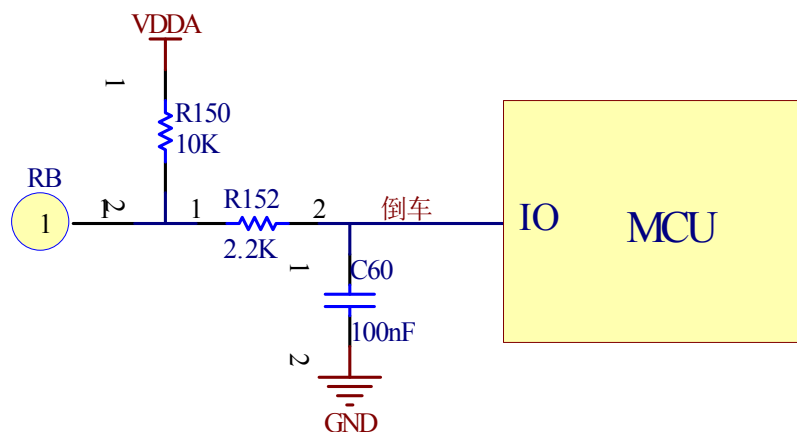 VDDA
1
R150
10K
2
RB
1
1
1
R152
2.2K
2
倒车
IO
MCU
1
C60
100nF
2
GND